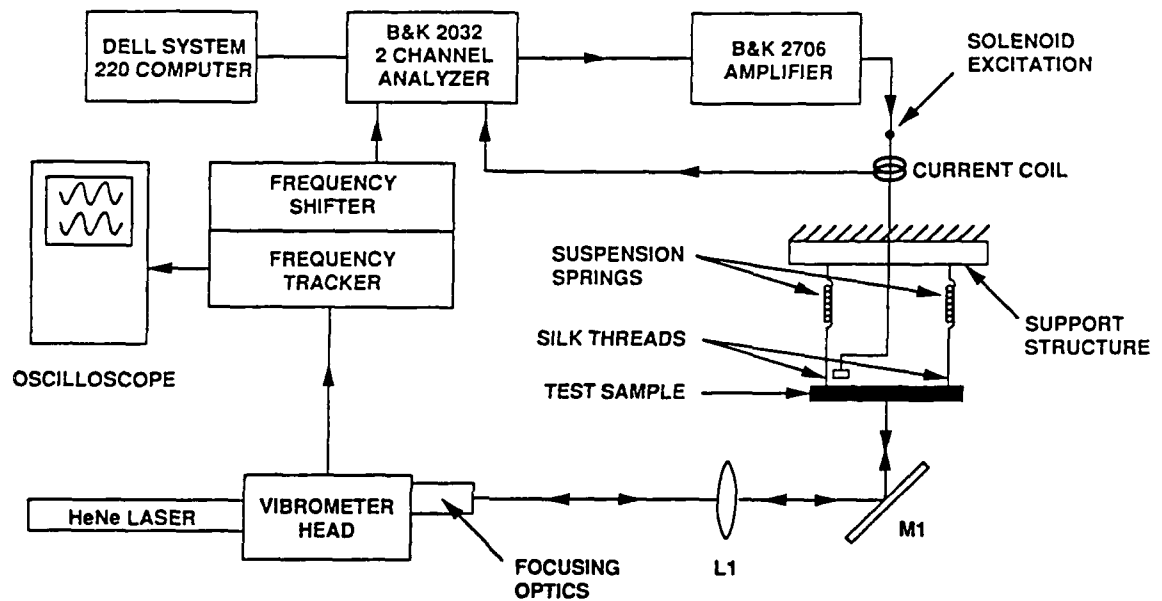 DELL SYSTEM
220 COMPUTER
B&K 2032
2 CHANNEL
ANALYZER
B&K 2706
AMPLIFIER
SOLENOID
EXCITATION
CURRENT COIL
FREQUENCY
SHIFTER
FREQUENCY
TRACKER
OSCILLOSCOPE
SUSPENSION
SPRINGS
SUPPORT
STRUCTURE
SILK THREADS
TEST SAMPLE
HeNe LASER
VIBROMETER
HEAD
FOCUSING
OPTICS
L1
M1